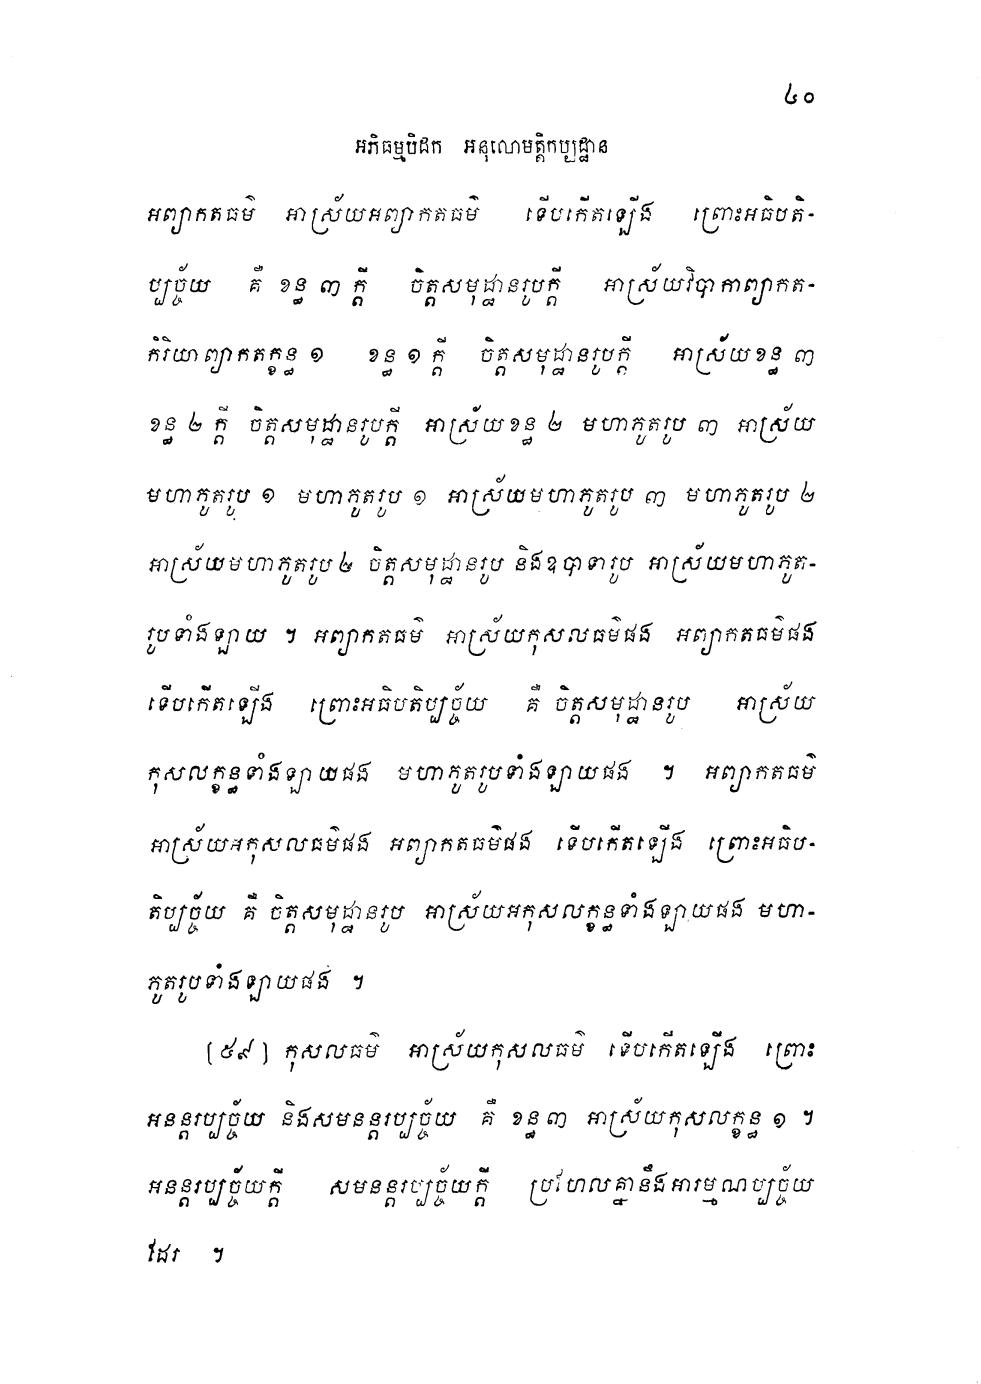 ៤០
អភិធម្មបិដក អនុលោមត្តិកប្បដ្ឋាន
អព្យាកតធម៌ អាស្រ័យអព្យាកតធម៌ ទើបកើតឡើង ព្រោះអធិបតិ-
ប្បច្ច័យ គឺ ខន្ធ ៣ ក្តី ចិត្តសមុដ្ឋានរូបក្តី អាស្រ័យវិបាកាព្យាកត-
កិរិយាព្យាកតក្ខន្ធ ១ ខន្ធ ១ ក្តី ចិត្តសមុដ្ឋានរូបក្តី អាស្រ័យខន្ធ ៣
ខន្ធ ២ ក្តី ចិត្តសមុដ្ឋានរូបក្តី អាស្រ័យខន្ធ ២ មហាភូតរូប ៣ អាស្រ័យ
មហាភូតរូប ១ មហាភូតរូប ១ អាស្រ័យមហាភូតរូប ៣ មហាភូតរូប ២
អាស្រ័យមហាភូតរូប ២ ចិត្តសមុដ្ឋានរូប និងឧបាទារូប អាស្រ័យមហាភូត-
រូបទាំងឡាយ ។ អព្យាកតធម៌ អាស្រ័យកុសលធម៌ផង អព្យាកតធម៌ផង
ទើបកើតឡើង ព្រោះអធិបតិប្បច្ច័យ គឺ ចិត្តសមុដ្ឋានរូប អាស្រ័យ
កុសលក្ខន្ធទាំងឡាយផង មហាភូតរូបទាំងឡាយផង ។ អព្យាកតធម៌
អាស្រ័យអកុសលធម៌ផង អព្យាកតធម៌ផង ទើបកើតឡើង ព្រោះអធិប-
តិប្បច្ច័យ គឺ ចិត្តសមុដ្ឋានរូប អាស្រ័យអកុសលក្ខន្ធទាំងឡាយផង មហា-
ភូតរូបទាំងឡាយផង ។
[៥៩] កុសលធម៌ អាស្រ័យកុសលធម៌ ទើបកើតឡើង ព្រោះ
អនន្តរប្បច្ច័យ និងសមនន្តរប្បច្ច័យ គឺ ខន្ធ ៣ អាស្រ័យកុសលក្ខន្ធ ១ ។
អនន្តរប្បច្ច័យក្តី សមនន្តរប្បច្ច័យក្តី ប្រហែលគ្នានឹងអារម្មណប្បច្ច័យ
ដែរ ។